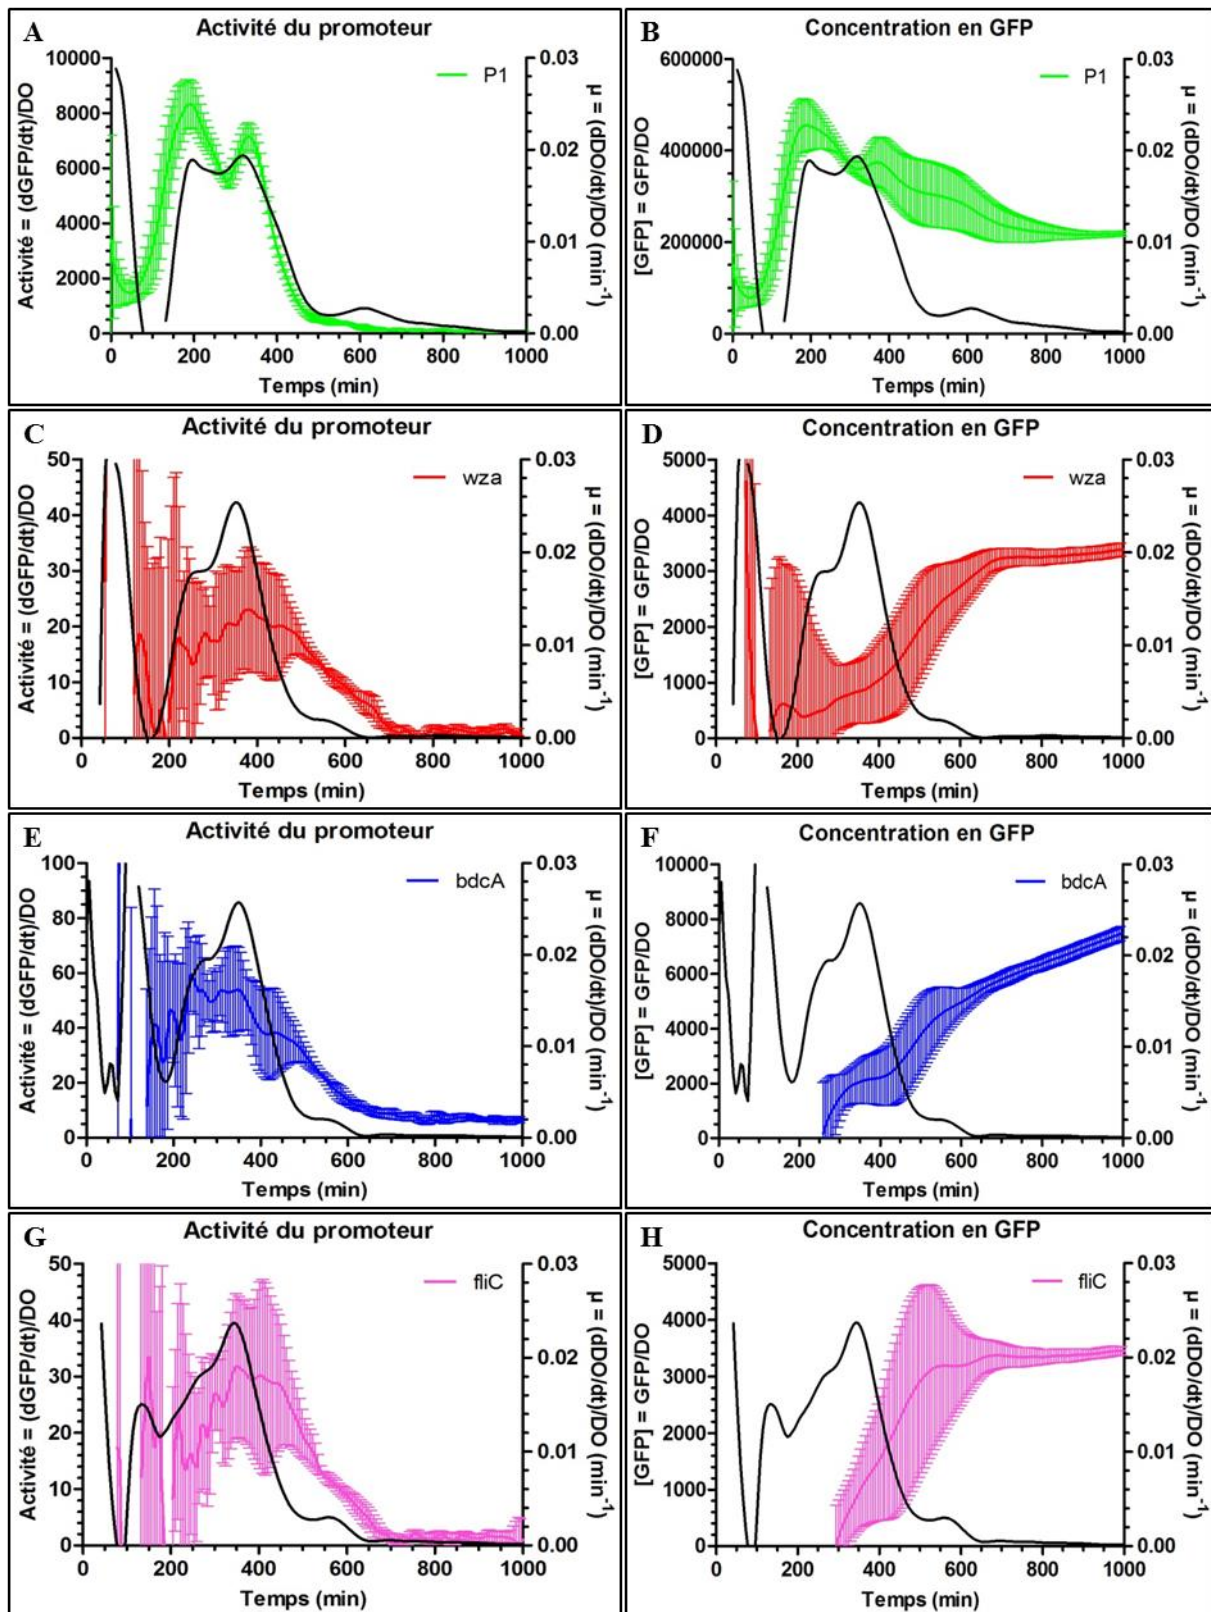 A
Activité du promoteur
P1
Activité = (dGFP/dt)/DO
10000
8000
6000
4000
2000
0
0 200 400 600 800 1000
Temps (min)
0.03
0.02
0.01
0.00
μ = (dDO/dt)/DO (min⁻¹)
B
Concentration en GFP
P1
[GFP] = GFP/DO
600000
400000
200000
0
0 200 400 600 800 1000
Temps (min)
0.03
0.02
0.01
0.00
μ = (dDO/dt)/DO (min⁻¹)
C
Activité du promoteur
wza
Activité = (dGFP/dt)/DO
50
40
30
20
10
0
0 200 400 600 800 1000
Temps (min)
0.03
0.02
0.01
0.00
μ = (dDO/dt)/DO (min⁻¹)
D
Concentration en GFP
wza
[GFP] = GFP/DO
5000
4000
3000
2000
1000
0
0 200 400 600 800 1000
Temps (min)
0.03
0.02
0.01
0.00
μ = (dDO/dt)/DO (min⁻¹)
E
Activité du promoteur
bdcA
Activité = (dGFP/dt)/DO
100
80
60
40
20
0
0 200 400 600 800 1000
Temps (min)
0.03
0.02
0.01
0.00
μ = (dDO/dt)/DO (min⁻¹)
F
Concentration en GFP
bdcA
[GFP] = GFP/DO
10000
8000
6000
4000
2000
0
0 200 400 600 800 1000
Temps (min)
0.03
0.02
0.01
0.00
μ = (dDO/dt)/DO (min⁻¹)
G
Activité du promoteur
fliC
Activité = (dGFP/dt)/DO
50
40
30
20
10
0
0 200 400 600 800 1000
Temps (min)
0.03
0.02
0.01
0.00
μ = (dDO/dt)/DO (min⁻¹)
H
Concentration en GFP
fliC
[GFP] = GFP/DO
5000
4000
3000
2000
1000
0
0 200 400 600 800 1000
Temps (min)
0.03
0.02
0.01
0.00
μ = (dDO/dt)/DO (min⁻¹)